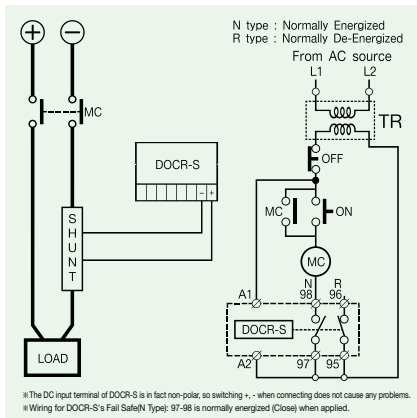 N type : Normally Energized
R type : Normally De-Energized
From AC source
L1 L2
+ −
MC
TR
DOCR-S
− +
OFF
MC ON
SHUNT
MC
N R
A1 98 96
DOCR-S
LOAD
A2 97 95
※The DC input terminal of DOCR-S is in fact non-polar, so switching +, - when connecting does not cause any problems.
※Wiring for DOCR-S's Fail Safe(N Type): 97-98 is normally energized (Close) when applied.